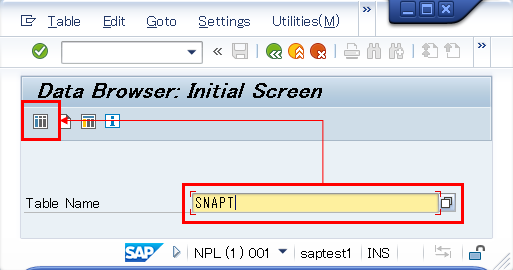 Table Edit Goto Settings Utilities(M) »
«
»
Data Browser: Initial Screen
Table Name SNAPT
SAP NPL (1) 001 saptest1 INS